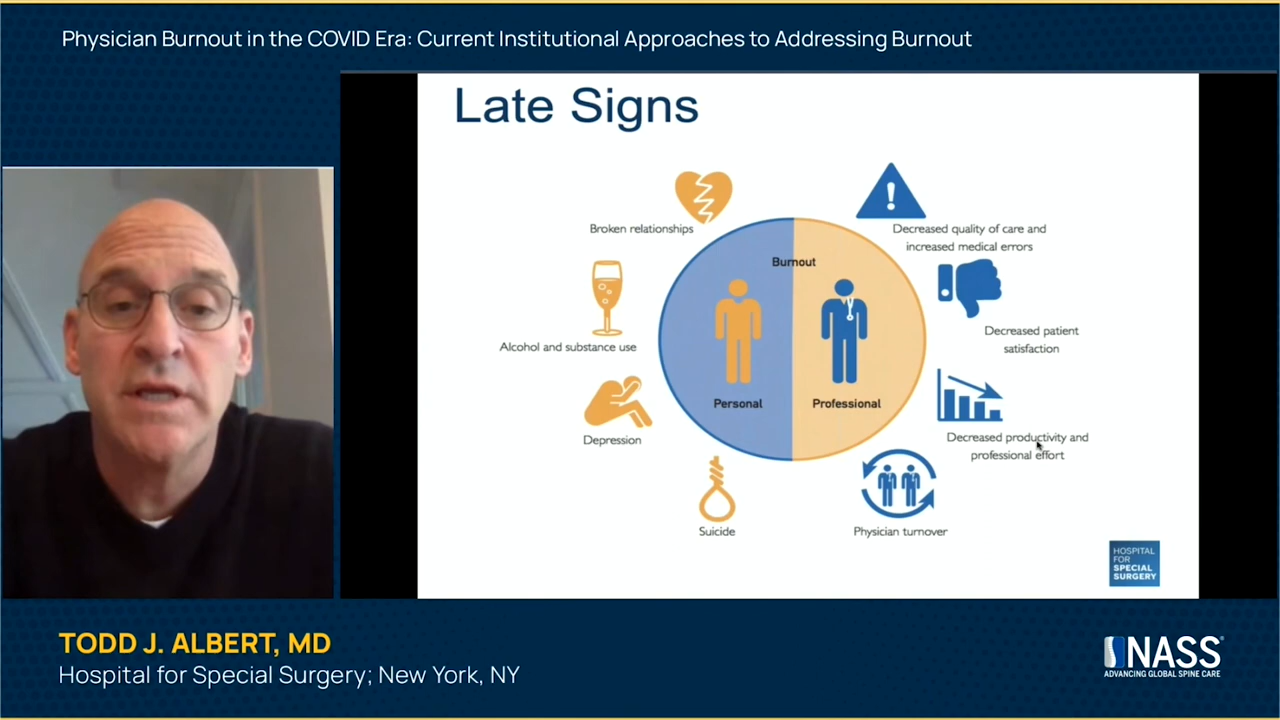 Physician Burnout in the COVID Era: Current Institutional Approaches to Addressing Burnout
Late Signs
Broken relationships
Alcohol and substance use
Depression
Suicide
Burnout
Personal
Professional
Decreased quality of care and
increased medical errors
Decreased patient
satisfaction
Decreased productivity and
professional effort
Physician turnover
HOSPITAL
FOR
SPECIAL
SURGERY
TODD J. ALBERT, MD
Hospital for Special Surgery; New York, NY
NASS
ADVANCING GLOBAL SPINE CARE